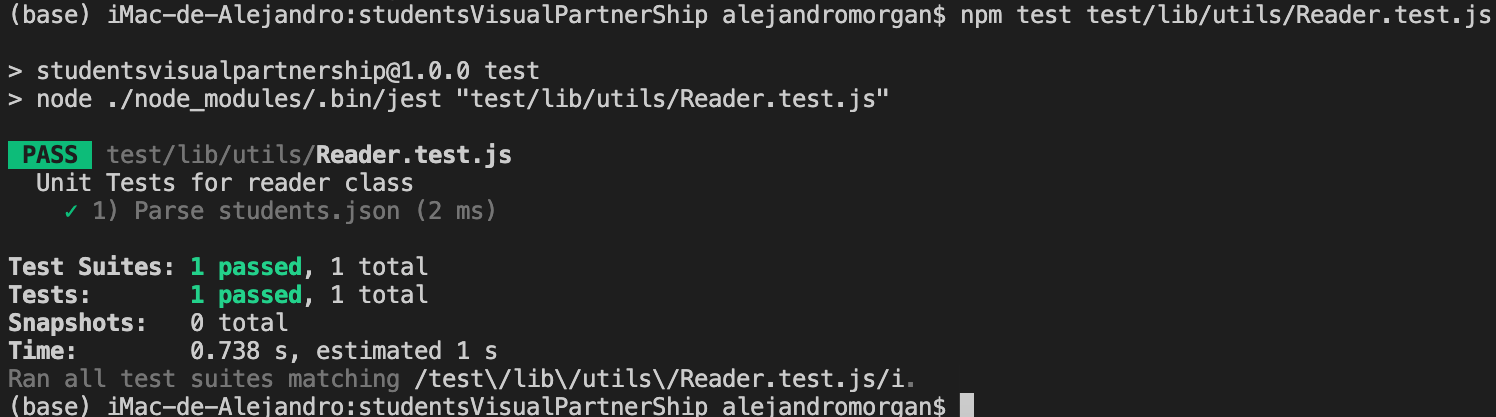 (base) iMac-de-Alejandro:studentsVisualPartnerShip alejandromorgan$ npm test test/lib/utils/Reader.test.js
> studentsvisualpartnership@1.0.0 test
> node ./node_modules/.bin/jest "test/lib/utils/Reader.test.js"
PASS test/lib/utils/Reader.test.js
Unit Tests for reader class
✓ 1) Parse students.json (2 ms)
Test Suites: 1 passed, 1 total
Tests: 1 passed, 1 total
Snapshots: 0 total
Time: 0.738 s, estimated 1 s
Ran all test suites matching /test\/lib\/utils\/Reader.test.js/i.
(base) iMac-de-Alejandro:studentsVisualPartnerShip alejandromorgan$